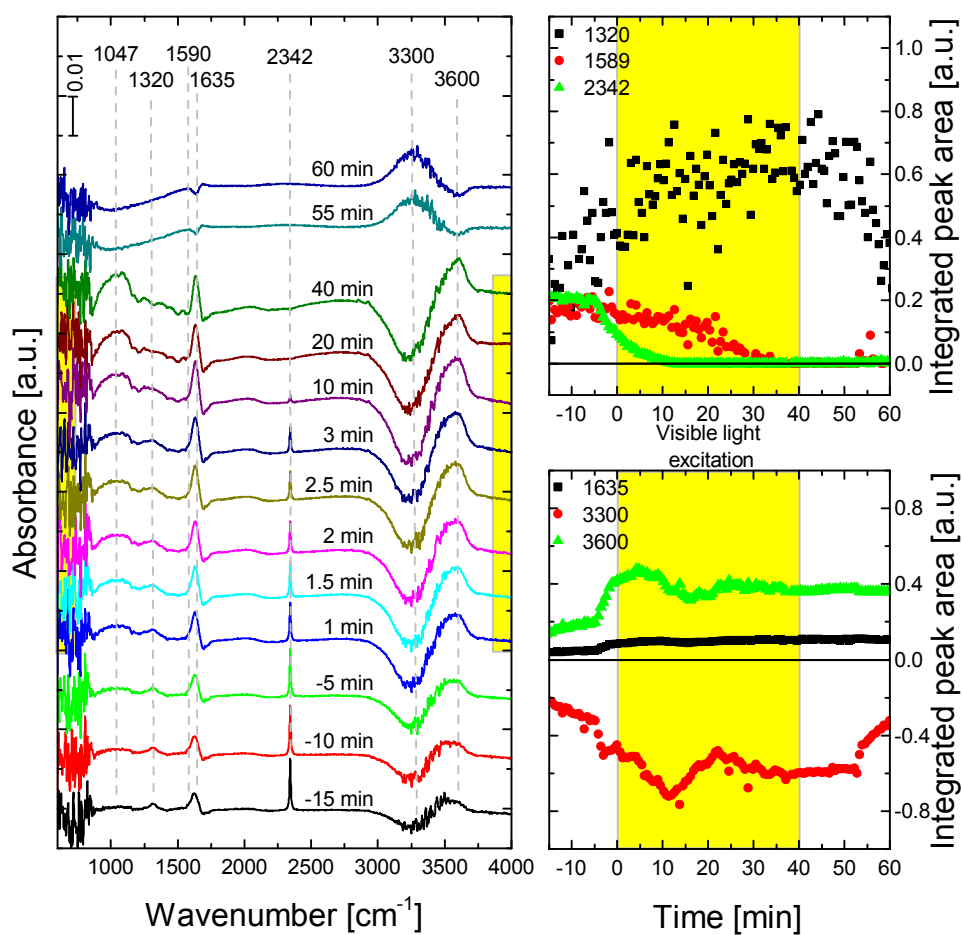 1047 1590 2342 3300
1320 1635 3600
0.01
60 min
55 min
40 min
20 min
10 min
3 min
2.5 min
2 min
1.5 min
1 min
-5 min
-10 min
-15 min
Absorbance [a.u.]
1000 1500 2000 2500 3000 3500 4000
Wavenumber [cm-1]
1320
1589
2342
1.0
0.8
0.6
0.4
0.2
0.0
Integrated peak area [a.u.]
-10 0 10 20 30 40 50 60
Visible light
excitation
1635
3300
3600
0.8
0.4
0.0
-0.4
-0.8
Integrated peak area [a.u.]
-10 0 10 20 30 40 50 60
Time [min]